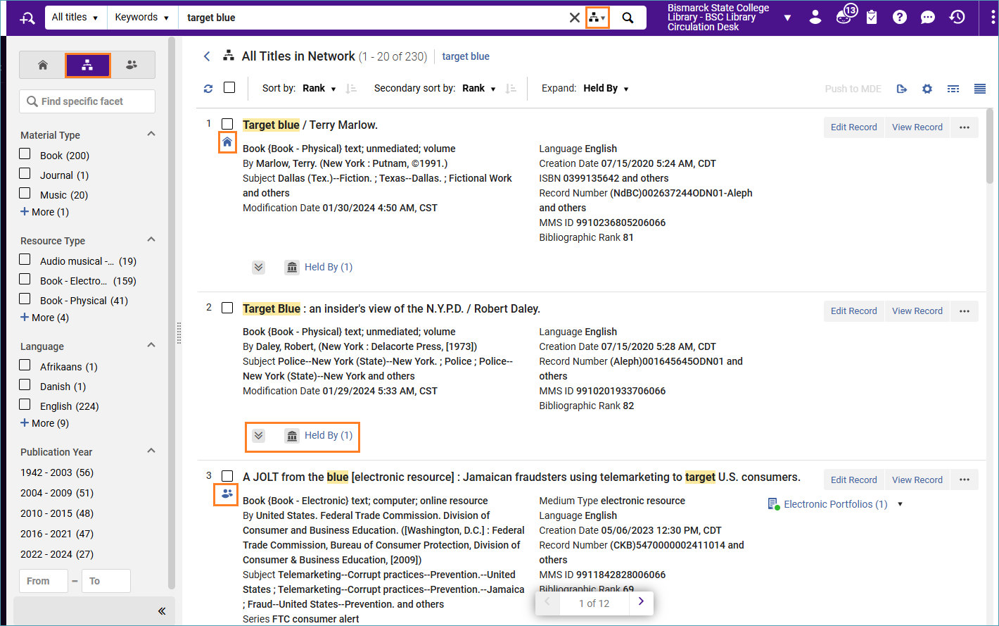 All titles
Keywords
target blue
Bismarck State College
Library - BSC Library
Circulation Desk
13
Find specific facet
Material Type
Book (200)
Journal (1)
Music (20)
+ More (1)
Resource Type
Audio musical -... (19)
Book - Electro... (159)
Book - Physical (41)
+ More (4)
Language
Afrikaans (1)
Danish (1)
English (224)
+ More (9)
Publication Year
1942 - 2003 (56)
2004 - 2009 (51)
2010 - 2015 (48)
2016 - 2021 (47)
2022 - 2024 (27)
From – To
All Titles in Network (1 - 20 of 230) target blue
Sort by: Rank Secondary sort by: Rank Expand: Held By Push to MDE
1 Target blue / Terry Marlow.
Edit Record View Record
Book {Book - Physical} text; unmediated; volume
By Marlow, Terry. (New York : Putnam, ©1991.)
Subject Dallas (Tex.)--Fiction. ; Texas--Dallas. ; Fictional Work
and others
Modification Date 01/30/2024 4:50 AM, CST
Language English
Creation Date 07/15/2020 5:24 AM, CDT
ISBN 0399135642 and others
Record Number (NdBC)002637244ODN01-Aleph
and others
MMS ID 9910236805206066
Bibliographic Rank 81
Held By (1)
2 Target Blue : an insider's view of the N.Y.P.D. / Robert Daley.
Edit Record View Record
Book {Book - Physical} text; unmediated; volume
By Daley, Robert, (New York : Delacorte Press, [1973])
Subject Police--New York (State)--New York. ; Police ; Police--
New York (State)--New York and others
Modification Date 01/29/2024 5:33 AM, CST
Language English
Creation Date 07/15/2020 5:28 AM, CDT
Record Number (Aleph)001645645ODN01 and
others
MMS ID 9910201933706066
Bibliographic Rank 82
Held By (1)
3 A JOLT from the blue [electronic resource] : Jamaican fraudsters using telemarketing to target U.S. consumers.
Edit Record View Record
Book {Book - Electronic} text; computer; online resource
By United States. Federal Trade Commission. Division of
Consumer and Business Education. ([Washington, D.C.] : Federal
Trade Commission, Bureau of Consumer Protection, Division of
Consumer & Business Education, [2009])
Subject Telemarketing--Corrupt practices--Prevention.--United
States ; Telemarketing--Corrupt practices--Prevention.--Jamaica
; Fraud--United States--Prevention. and others
Series FTC consumer alert
Medium Type electronic resource
Language English
Creation Date 05/06/2023 12:30 PM, CDT
Record Number (CKB)5470000002411014 and
others
MMS ID 9911842828006066
Bibliographic Rank 69
Electronic Portfolios (1)
1 of 12